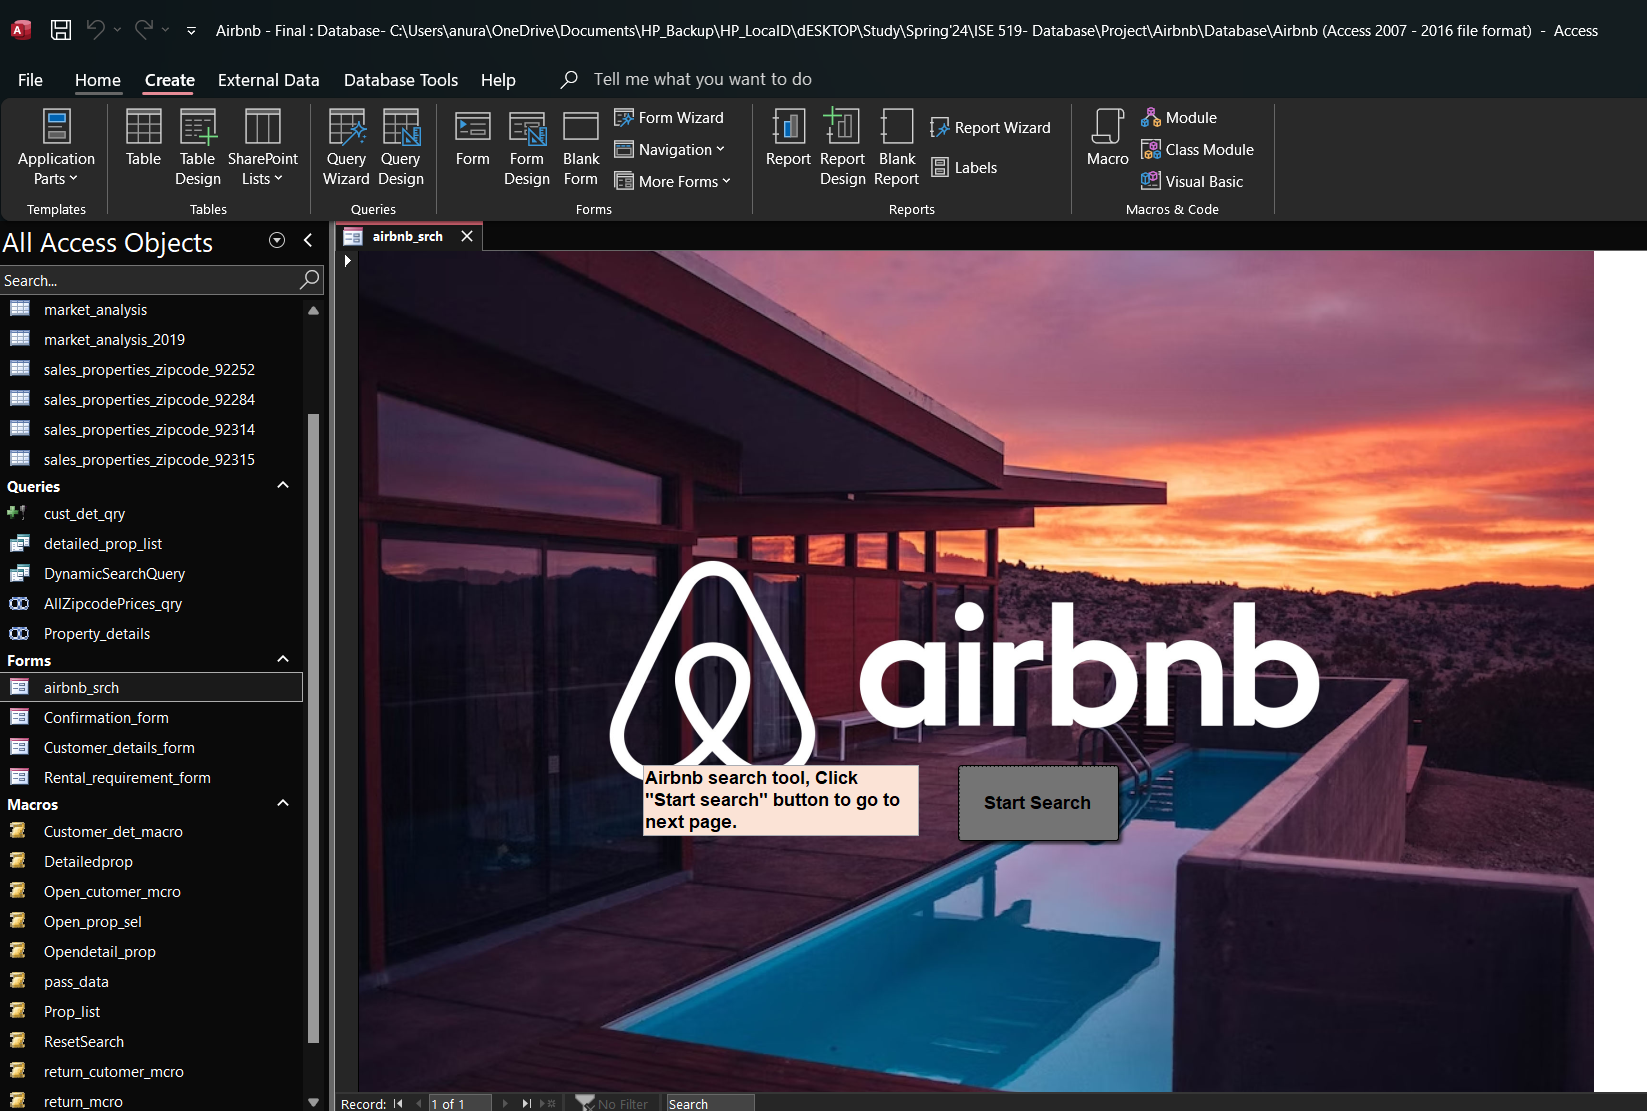 Airbnb - Final : Database- C:\Users\anura\OneDrive\Documents\HP_Backup\HP_LocalD\dESKTOP\Study\Spring'24\ISE 519- Database\Project\Airbnb\Database\Airbnb (Access 2007 - 2016 file format) - Access
File Home Create External Data Database Tools Help Tell me what you want to do
Application Parts
Templates
Table
Table Design
SharePoint Lists
Tables
Query Wizard
Query Design
Queries
Form
Form Design
Blank Form
Form Wizard
Navigation
More Forms
Forms
Report
Report Design
Blank Report
Report Wizard
Labels
Reports
Macro
Module
Class Module
Visual Basic
Macros & Code
All Access Objects
Search...
market_analysis
market_analysis_2019
sales_properties_zipcode_92252
sales_properties_zipcode_92284
sales_properties_zipcode_92314
sales_properties_zipcode_92315
Queries
cust_det_qry
detailed_prop_list
DynamicSearchQuery
AllZipcodePrices_qry
Property_details
Forms
airbnb_srch
Confirmation_form
Customer_details_form
Rental_requirement_form
Macros
Customer_det_macro
Detailedprop
Open_cutomer_mcro
Open_prop_sel
Opendetail_prop
pass_data
Prop_list
ResetSearch
return_cutomer_mcro
return_mcro
airbnb_srch
airbnb
Airbnb search tool, Click
"Start search" button to go to
next page.
Start Search
Record: 1 of 1 No Filter Search